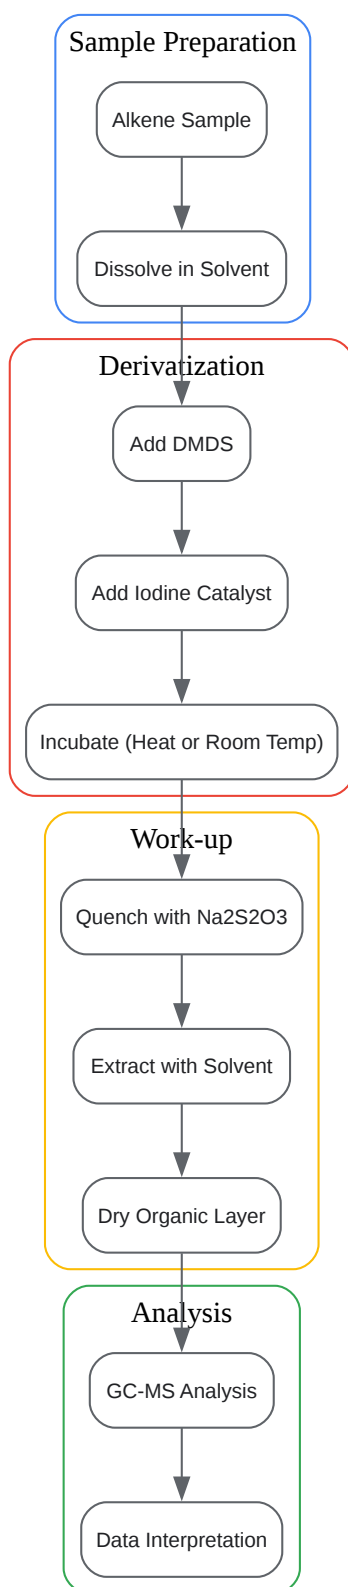 Sample Preparation
Alkene Sample
Dissolve in Solvent
Derivatization
Add DMDS
Add Iodine Catalyst
Incubate (Heat or Room Temp)
Work-up
Quench with Na2S2O3
Extract with Solvent
Dry Organic Layer
Analysis
GC-MS Analysis
Data Interpretation